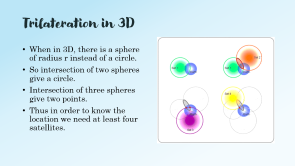 Trilateration in 3D
• When in 3D, there is a sphere
of radius r instead of a circle.
• So intersection of two spheres
give a circle.
• Intersection of three spheres
give two points.
• Thus in order to know the
location we need at least four
satellites.